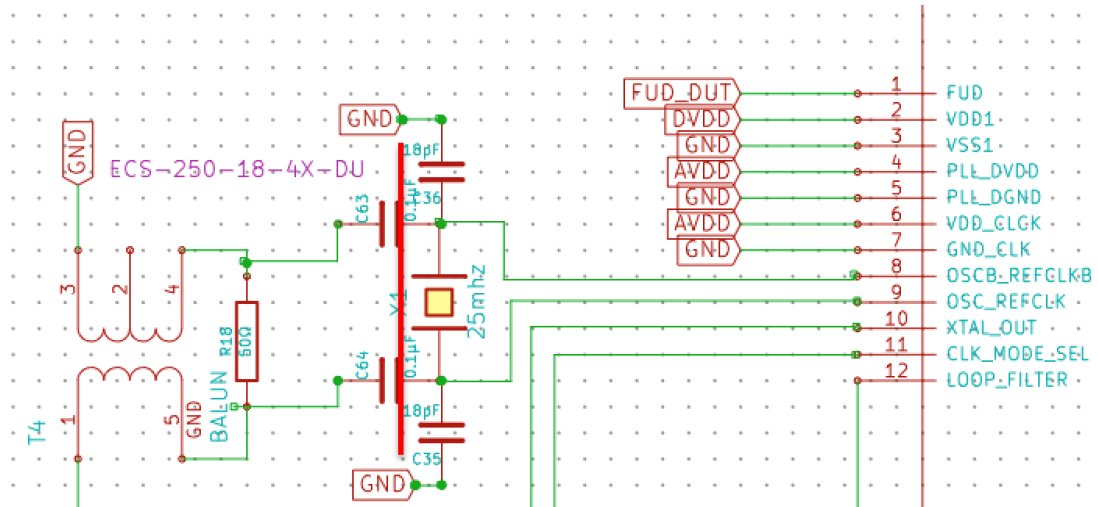 GND
18pF
GND
ECS-250-18-4X-DU
C36
C63
0.1µF
3
2
4
R18
50Ω
X1
25mhz
C64
0.1µF
18pF
C35
GND
T4
1
5
GND
BALUN
FUD_DUT
1
FUD
DVDD
2
VDD1
GND
3
VSS1
AVDD
4
PLL_DVDD
GND
5
PLL_DGND
AVDD
6
VDD_CLGK
GND
7
GND_CLK
8
OSCB_REFCLKB
9
OSC_REFCLK
10
XTAL_OUT
11
CLK_MODE_SEL
12
LOOP_FILTER